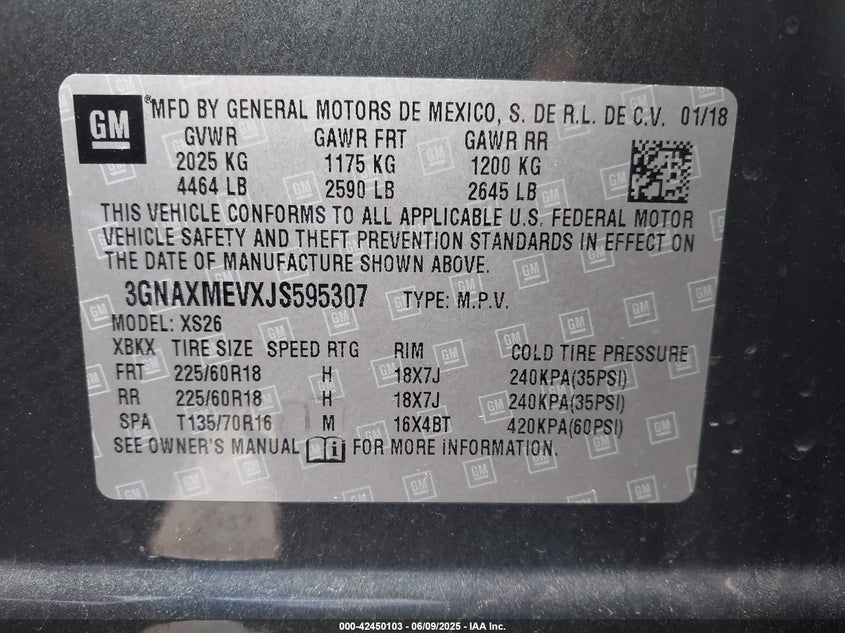 GM
® MFD BY GENERAL MOTORS DE MEXICO, S. DE R.L. DE C.V. 01/18
GVWR GAWR FRT GAWR RR
2025 KG 1175 KG 1200 KG
4464 LB 2590 LB 2645 LB
THIS VEHICLE CONFORMS TO ALL APPLICABLE U.S. FEDERAL MOTOR
VEHICLE SAFETY AND THEFT PREVENTION STANDARDS IN EFFECT ON
THE DATE OF MANUFACTURE SHOWN ABOVE.
3GNAXMEVXJS595307 TYPE: M.P.V.
MODEL: XS26
XBKX TIRE SIZE SPEED RTG RIM COLD TIRE PRESSURE
FRT 225/60R18 H 18X7J 240KPA(35PSI)
RR 225/60R18 H 18X7J 240KPA(35PSI)
SPA T135/70R16 M 16X4BT 420KPA(60PSI)
SEE OWNER'S MANUAL FOR MORE INFORMATION.
000-42450103 - 06/09/2025 - IAA Inc.